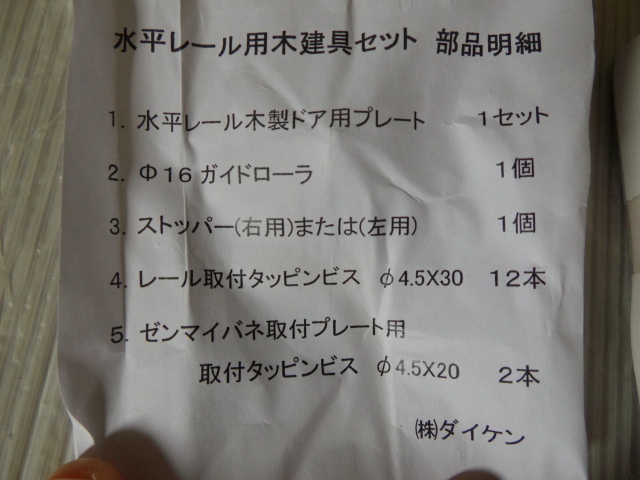 水平レール用木建具セット 部品明細
1. 水平レール木製ドア用プレート 1セット
2. Φ16ガイドローラ 1個
3. ストッパー(右用)または(左用) 1個
4. レール取付タッピンビス φ4.5X30 12本
5. ゼンマイバネ取付プレート用
取付タッピンビス φ4.5X20 2本
㈱ダイケン